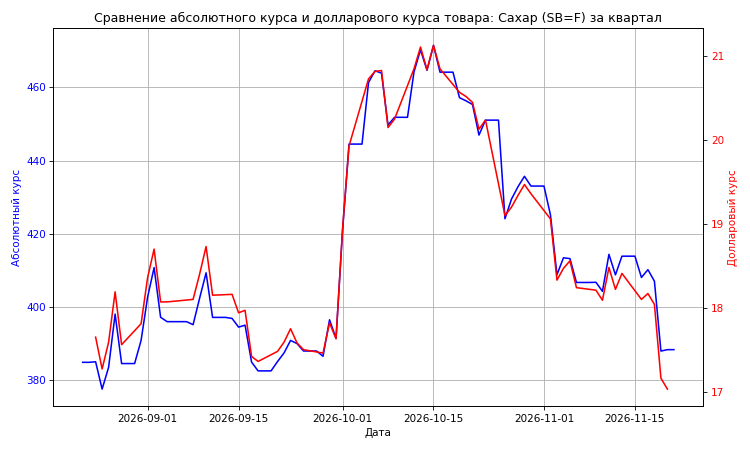 Сравнение абсолютного курса и долларового курса товара: Сахар (SB=F) за квартал
Абсолютный курс
460
440
420
400
380
21
20
19
18
17
Долларовый курс
2026-09-01 2026-09-15 2026-10-01 2026-10-15 2026-11-01 2026-11-15
Дата